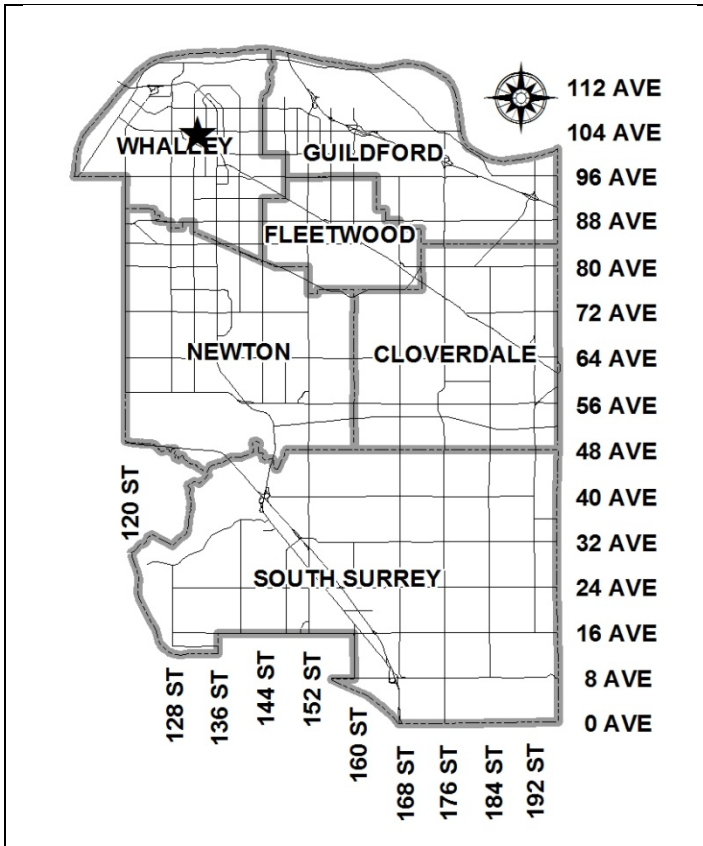 112 AVE
104 AVE
WHALLEY
GUILDFORD
96 AVE
88 AVE
FLEETWOOD
80 AVE
72 AVE
NEWTON
CLOVERDALE
64 AVE
56 AVE
48 AVE
120 ST
40 AVE
32 AVE
SOUTH SURREY
24 AVE
16 AVE
8 AVE
0 AVE
128 ST
136 ST
144 ST
152 ST
160 ST
168 ST
176 ST
184 ST
192 ST